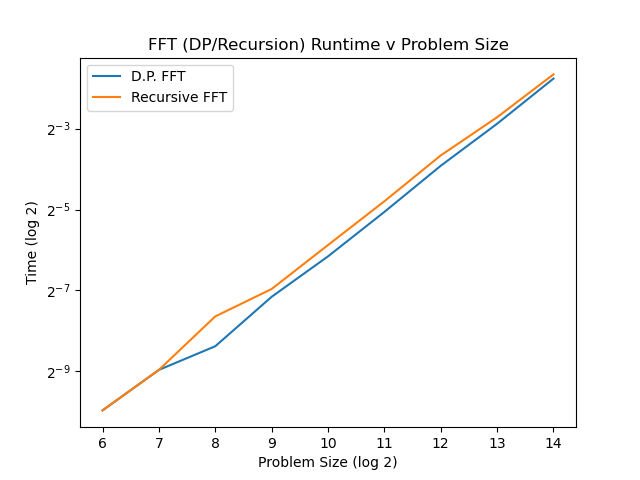 FFT (DP/Recursion) Runtime v Problem Size
D.P. FFT
Recursive FFT
2⁻³
2⁻⁵
2⁻⁷
2⁻⁹
Time (log 2)
6 7 8 9 10 11 12 13 14
Problem Size (log 2)